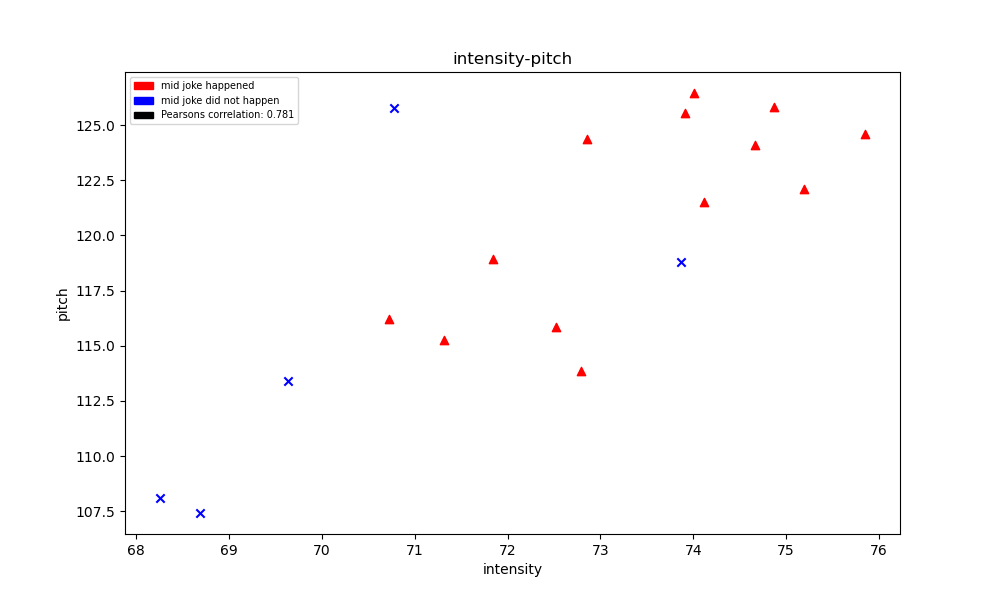 intensity-pitch
mid joke happened
mid joke did not happen
Pearsons correlation: 0.781
125.0
122.5
120.0
117.5
115.0
112.5
110.0
107.5
pitch
68 69 70 71 72 73 74 75 76
intensity